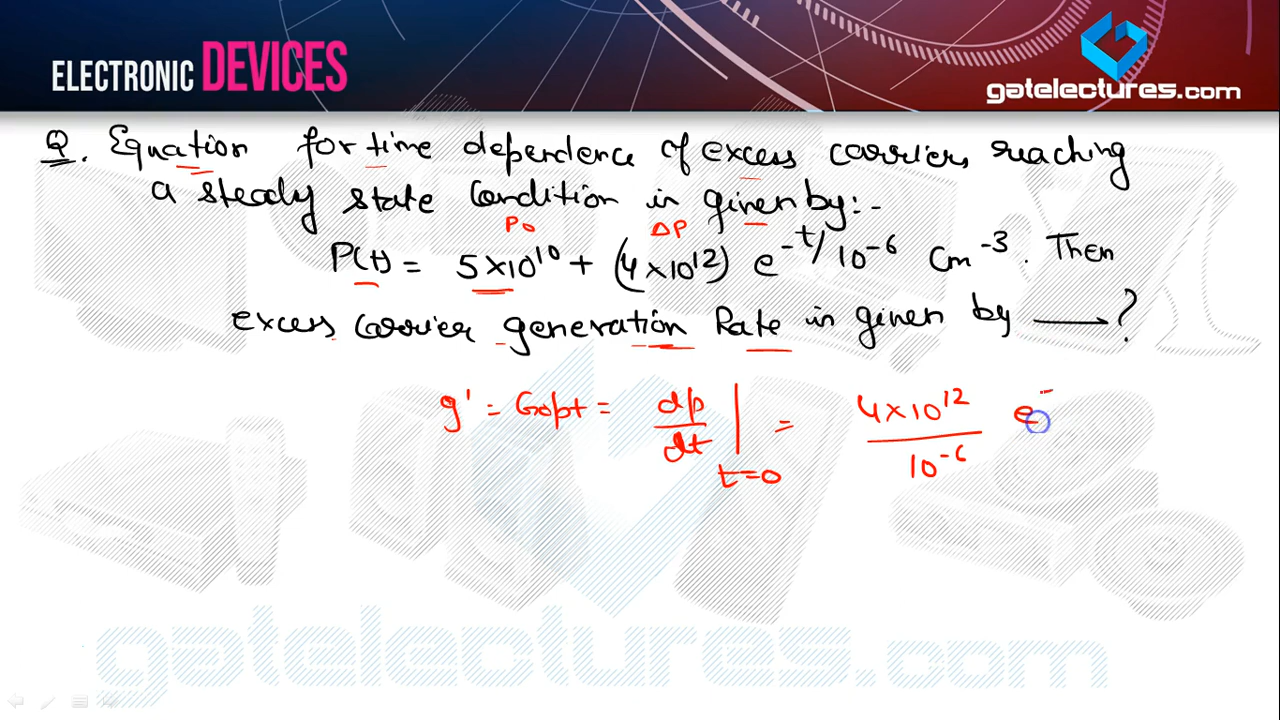 ELECTRONIC DEVICES
gatelectures.com
Q. Equation for time dependence of excess carriers reaching
a steady state condition is given by:-
P₀ ΔP
P(t) = 5×10¹⁰ + (4×10¹²) e^-t/10⁻⁶ cm⁻³. Then
excess carrier generation Rate is given by ⟶?
g' = Gopt = dp/dt |t=0 = 4×10¹²/10⁻⁶ e⁻
gatelectures.com